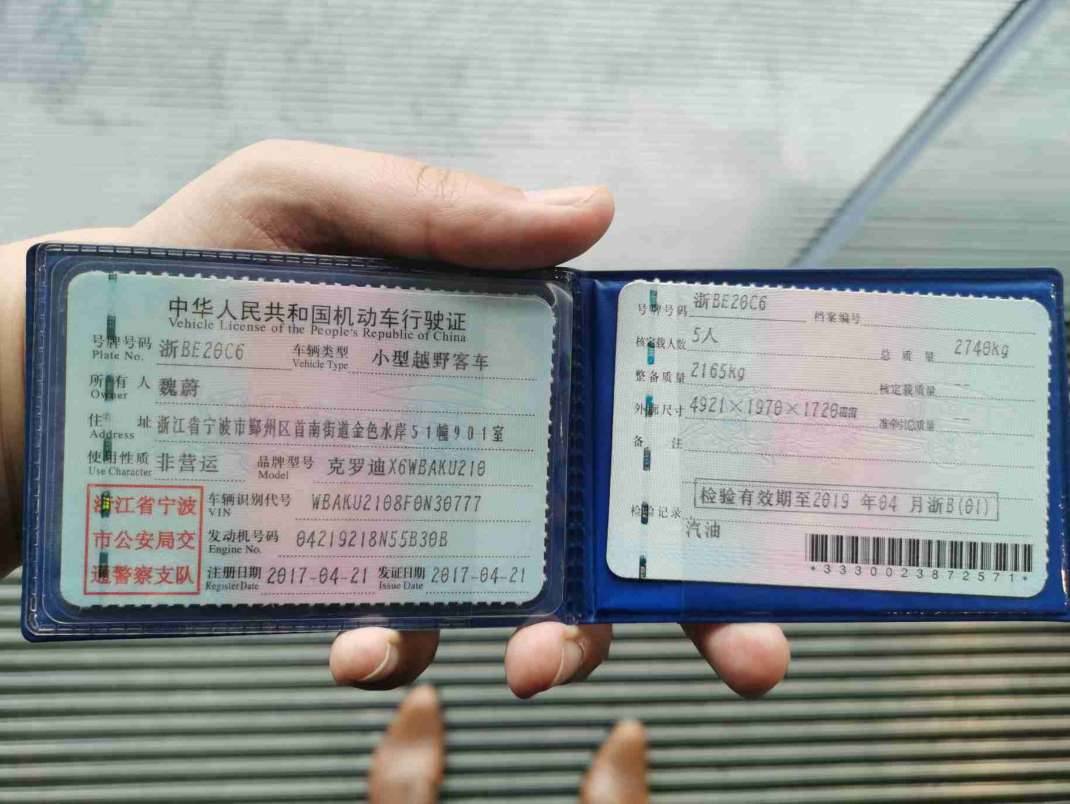 中华人民共和国机动车行驶证
Vehicle License of the People's Republic of China
号牌号码 浙BE20C6 车辆类型 小型越野客车
Plate No. Vehicle Type
所有人 魏蔚
Owner
住址 浙江省宁波市鄞州区首南街道金色水岸51幢901室
Address
使用性质 非营运 品牌型号 克罗迪X6WBAKU210
Use Character Model
浙江省宁波
市公安局交
通警察支队
车辆识别代号 WBAKU2108F0N30777
VIN
发动机号码 04219218N55B30B
Engine No.
注册日期 2017-04-21 发证日期 2017-04-21
Register Date Issue Date
号牌号码 浙BE20C6 档案编号
核定载人数 5人 总质量 2740kg
整备质量 2165kg 核定载质量 --
外廓尺寸 4921×1970×1720 准牵引总质量 --
备注
检验记录 检验有效期至2019年04月浙B(01)
汽油
*3330023872571*